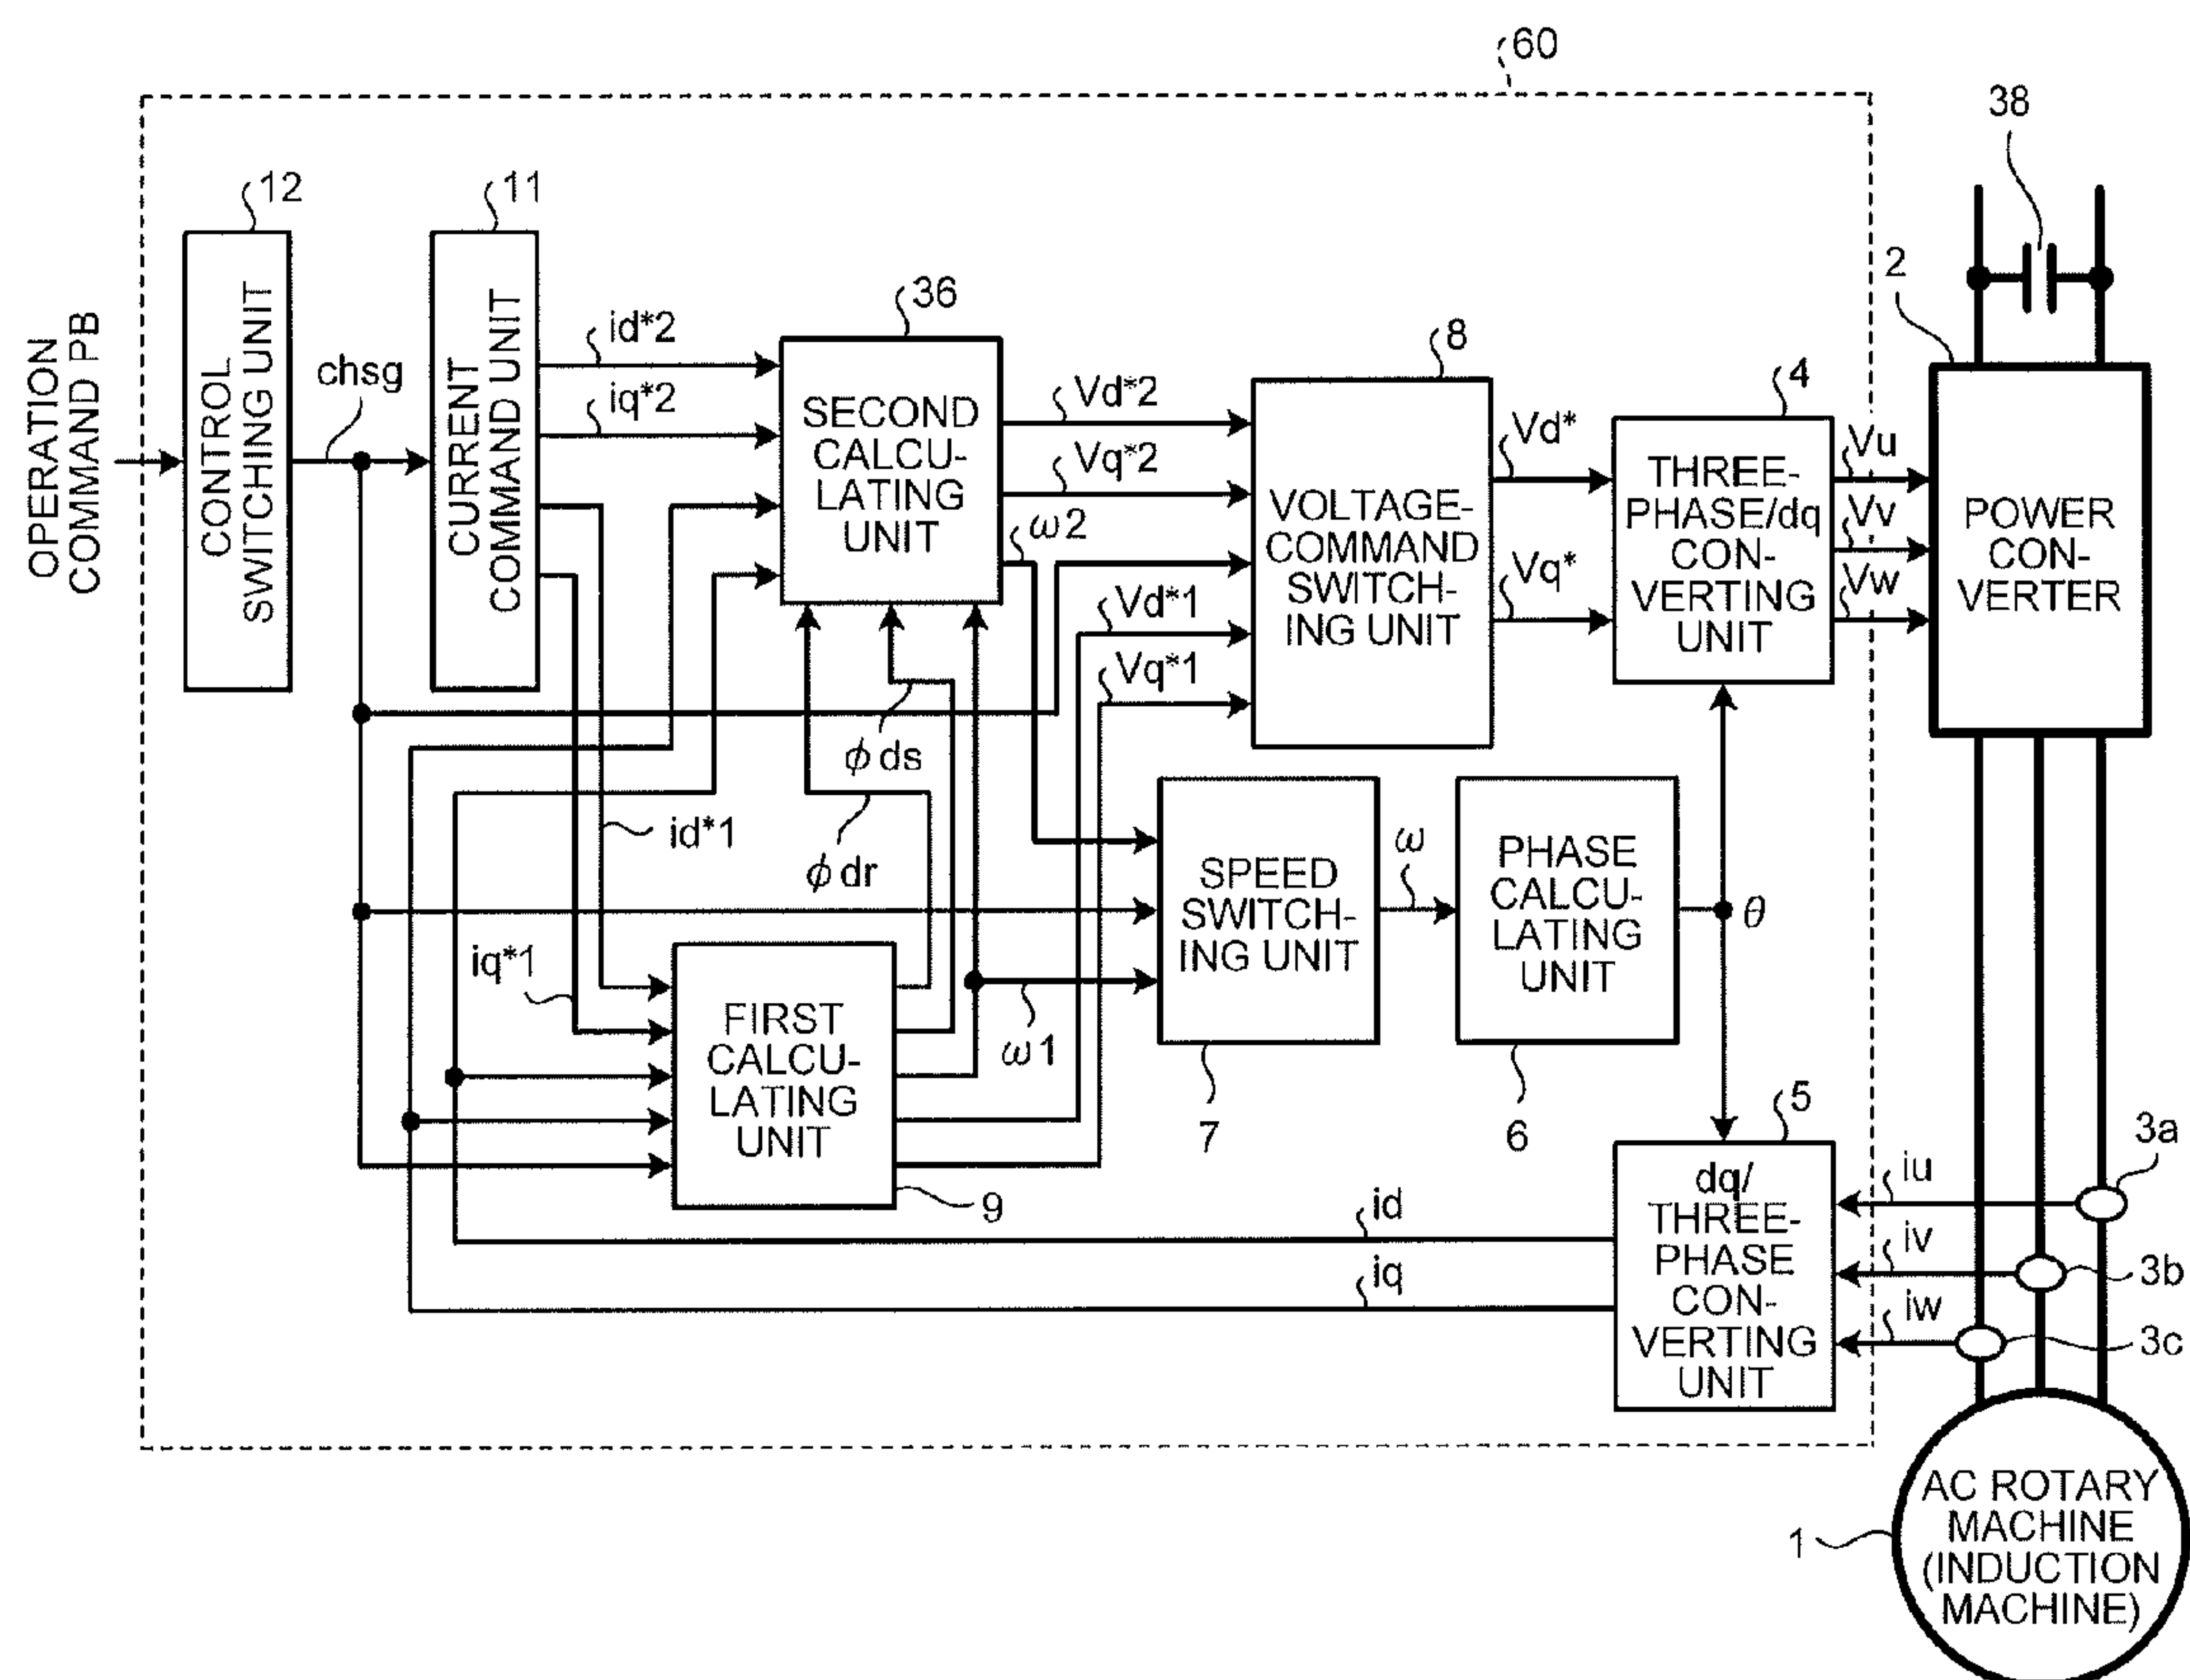 60
38
12
11
36
8
4
2
OPERATION
COMMAND PB
CONTROL
SWITCHING UNIT
chsg
CURRENT
COMMAND UNIT
id*2
iq*2
SECOND
CALCU-
LATING
UNIT
Vd*2
Vq*2
ω2
Vd*1
Vq*1
VOLTAGE-
COMMAND
SWITCH-
ING UNIT
Vd*
Vq*
THREE-
PHASE/dq
CON-
VERTING
UNIT
Vu
Vv
Vw
POWER
CON-
VERTER
ϕds
ϕdr
id*1
iq*1
FIRST
CALCU-
LATING
UNIT
9
ω1
SPEED
SWITCH-
ING UNIT
7
ω
PHASE
CALCU-
LATING
UNIT
6
θ
5
dq/
THREE-
PHASE
CON-
VERTING
UNIT
id
iq
iu
iv
iw
3a
3b
3c
1
AC ROTARY
MACHINE
(INDUCTION
MACHINE)